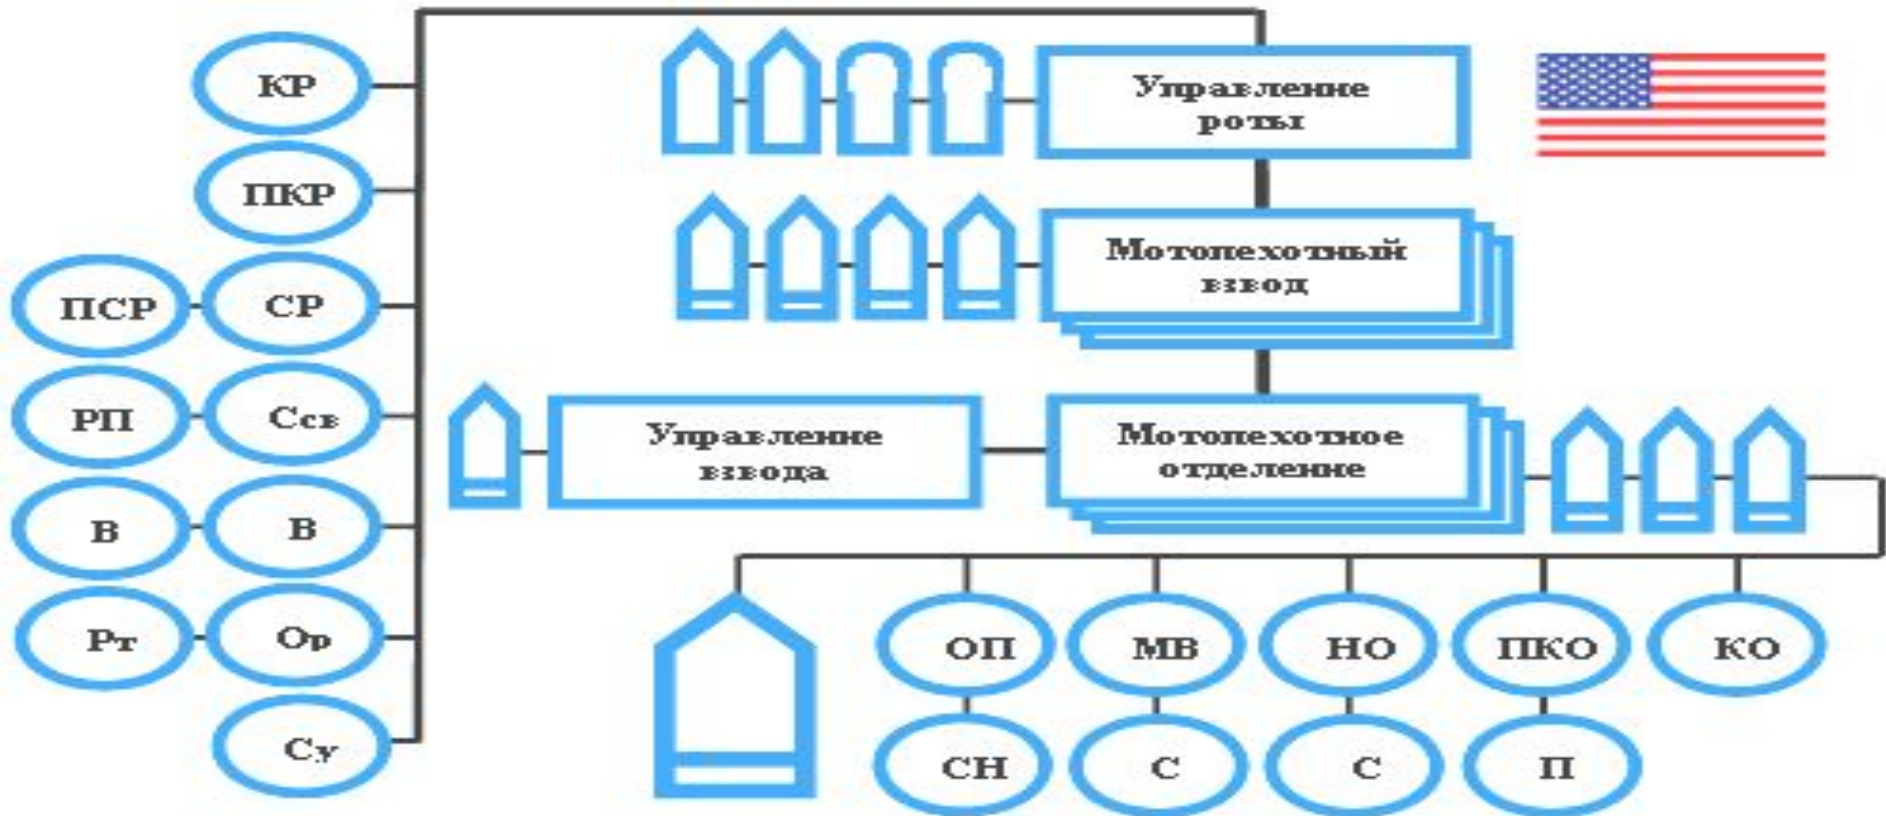 КР
ПКР
ПСР
СР
РП
Ссв
В
В
Рт
Ор
Су
Управление
роты
Мотопехотный
взвод
Управление
взвода
Мотопехотное
отделение
ОП
МВ
НО
ПКО
КО
СН
С
С
П